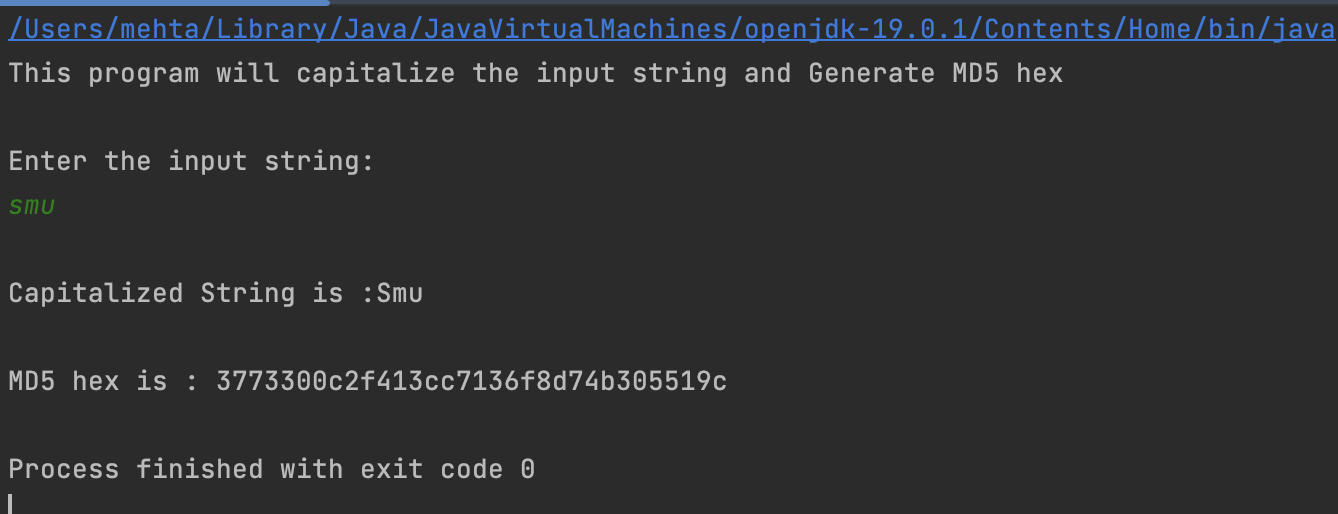 /Users/mehta/Library/Java/JavaVirtualMachines/openjdk-19.0.1/Contents/Home/bin/java
This program will capitalize the input string and Generate MD5 hex
Enter the input string:
smu
Capitalized String is :Smu
MD5 hex is : 3773300c2f413cc7136f8d74b305519c
Process finished with exit code 0